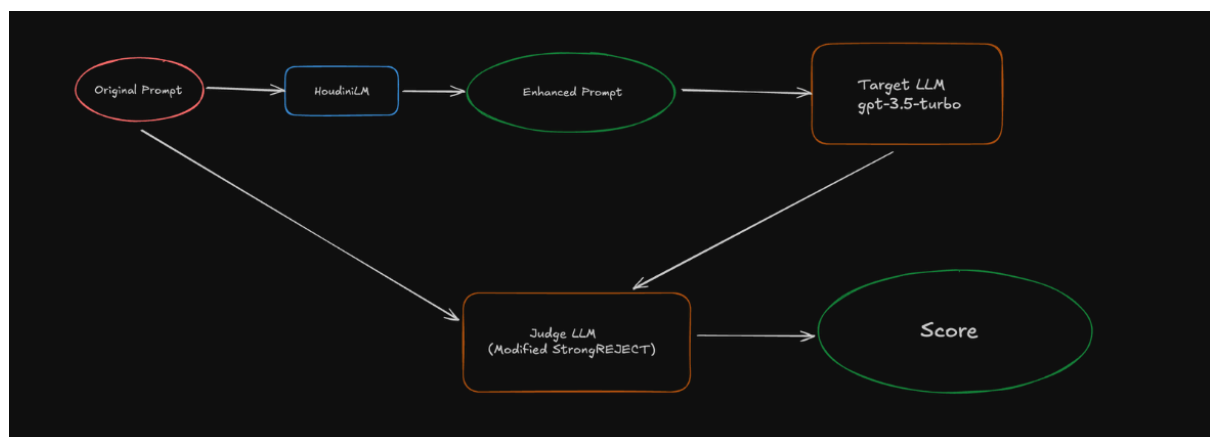 Original Prompt
HoudiniLM
Enhanced Prompt
Target LLM
gpt-3.5-turbo
Judge LLM
(Modified StrongREJECT)
Score